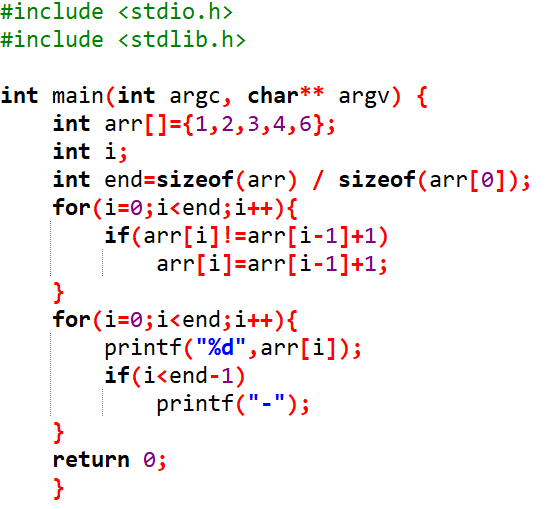 #include <stdio.h>
#include <stdlib.h>

int main(int argc, char** argv) {
    int arr[]={1,2,3,4,6};
    int i;
    int end=sizeof(arr) / sizeof(arr[0]);
    for(i=0;i<end;i++){
        if(arr[i]!=arr[i-1]+1)
            arr[i]=arr[i-1]+1;
    }
    for(i=0;i<end;i++){
        printf("%d",arr[i]);
        if(i<end-1)
            printf("-");
    }
    return 0;
    }